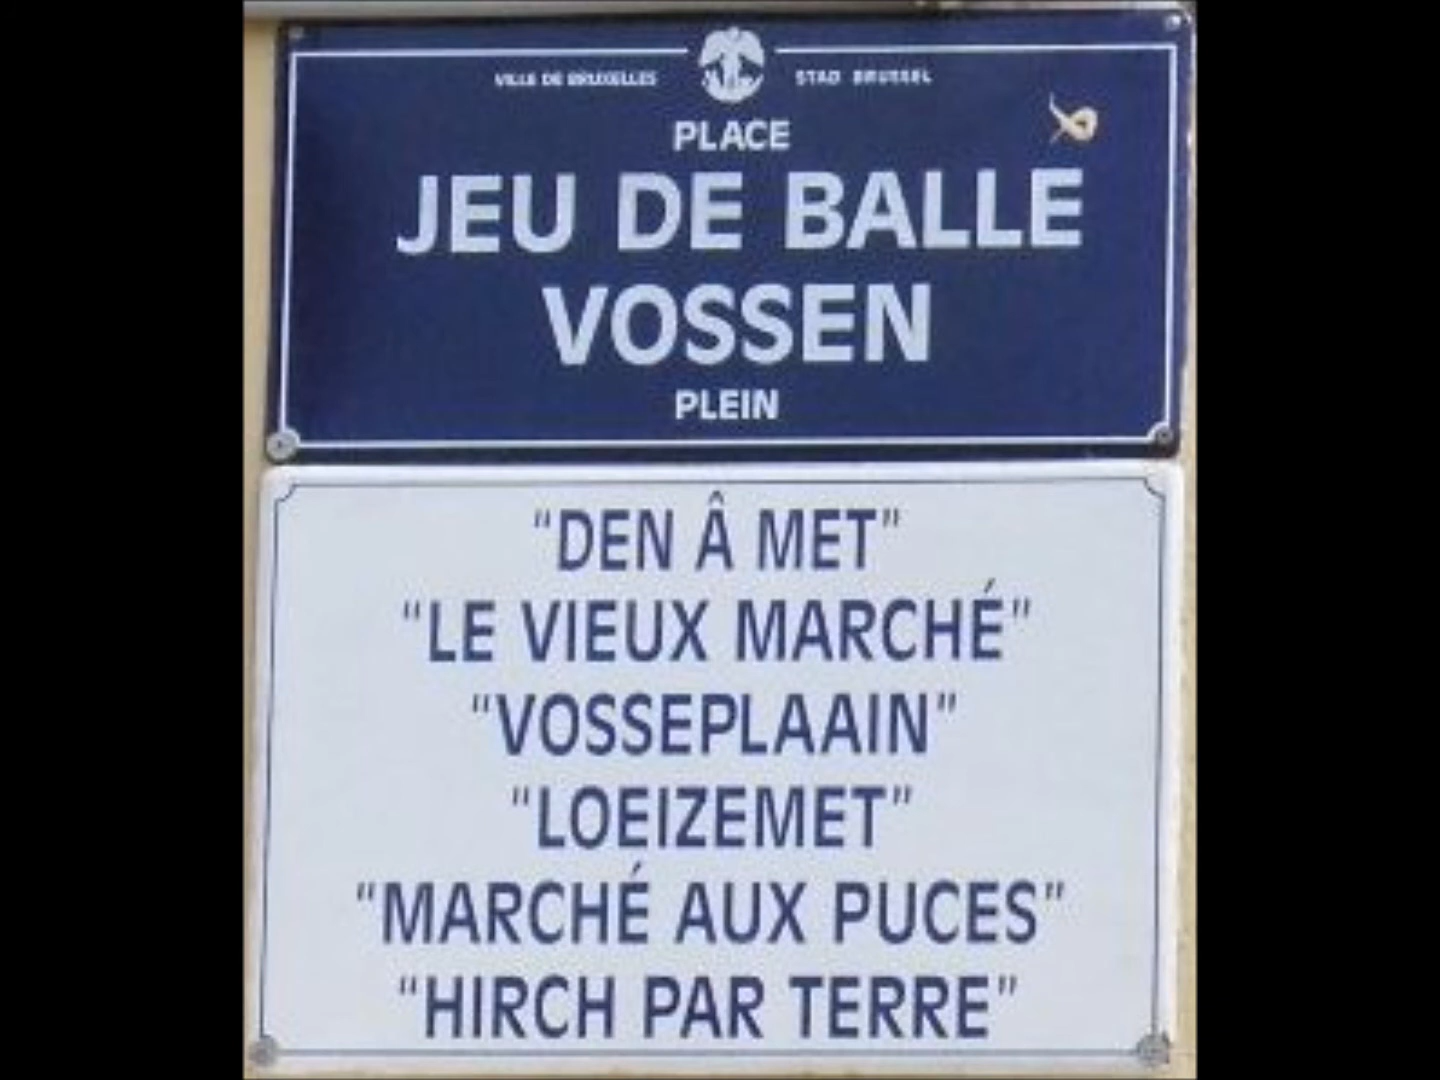 VILLE DE BRUXELLES STAD BRUSSEL
PLACE
JEU DE BALLE
VOSSEN
PLEIN
"DEN Â MET"
"LE VIEUX MARCHÉ"
"VOSSEPLAAIN"
"LOEIZEMET"
"MARCHÉ AUX PUCES"
"HIRCH PAR TERRE"